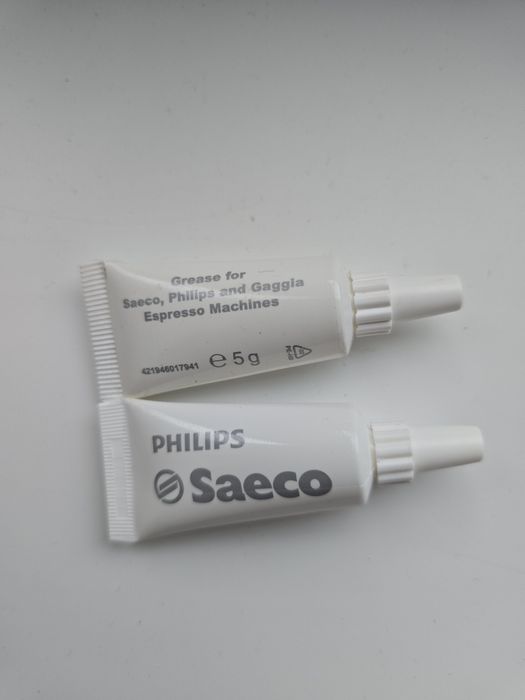 Grease for
Saeco, Philips and Gaggia
Espresso Machines
421946017941 ℮ 5g
PHILIPS
Saeco